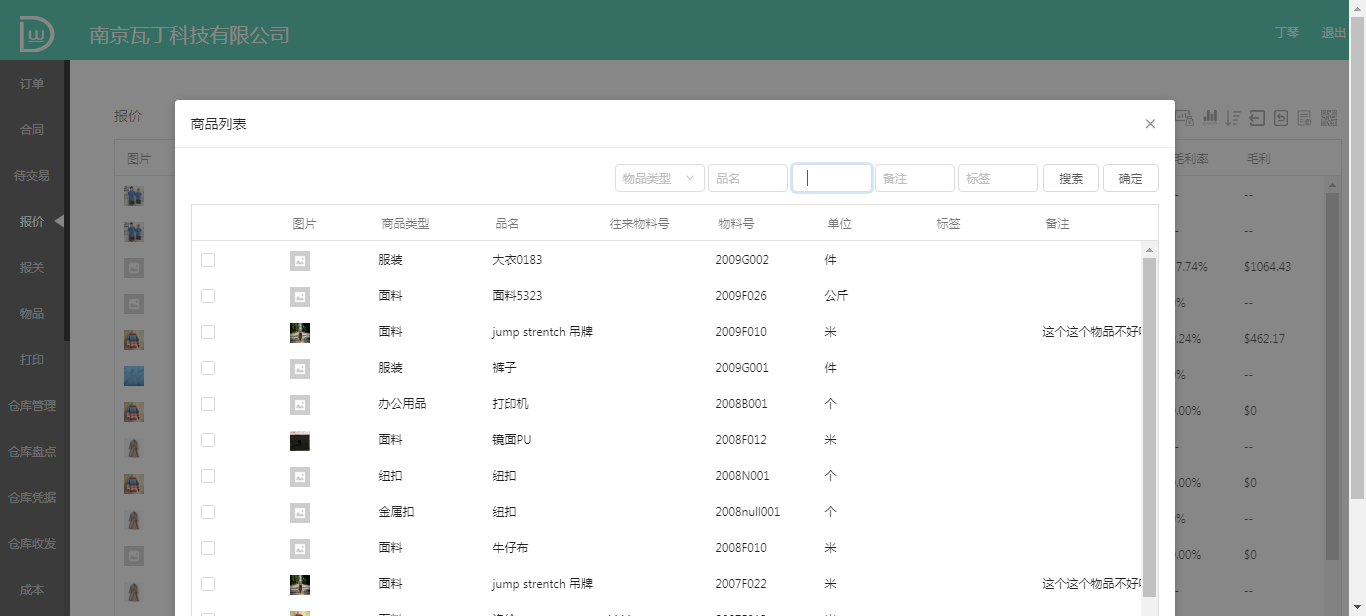 南京瓦丁科技有限公司
丁琴 退出
订单
合同
待交易
报价
报关
物品
打印
仓库管理
仓库盘点
仓库凭据
仓库收发
成本
报价
图片
毛利率 毛利
--
--
7.74% $1064.43
% --
.24% $462.17
% --
.00% $0
--
.00% $0
% --
.00% $0
--
商品列表
物品类型 品名 备注 标签 搜索 确定
图片 商品类型 品名 往来物料号 物料号 单位 标签 备注
服装 大衣0183 2009G002 件
面料 面料5323 2009F026 公斤
面料 jump strentch 吊牌 2009F010 米 这个这个物品不好
服装 裤子 2009G001 件
办公用品 打印机 2008B001 个
面料 镜面PU 2008F012 米
纽扣 纽扣 2008N001 个
金属扣 纽扣 2008null001 个
面料 牛仔布 2008F010 米
面料 jump strentch 吊牌 2007F022 米 这个这个物品不好